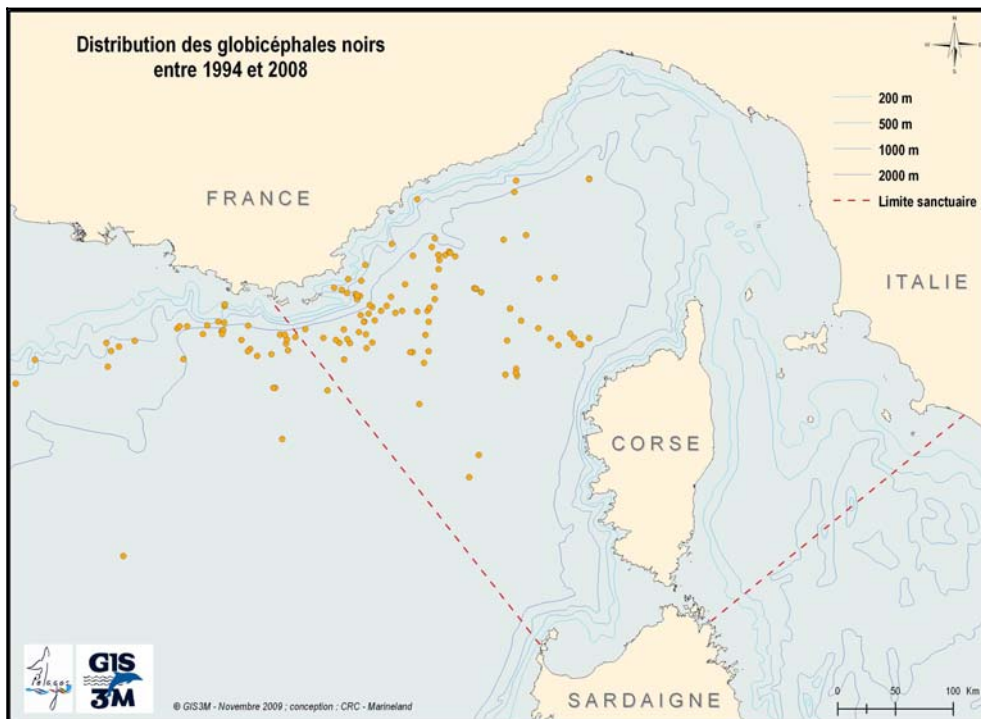 Distribution des globicéphales noirs
entre 1994 et 2008
N
W
S
200 m
500 m
1000 m
2000 m
Limite sanctuaire
FRANCE
ITALIE
CORSE
SARDAIGNE
Pelagos
GIS
3M
© GIS3M - Novembre 2009 ; conception : CRC - Marineland
0 50 100 Km